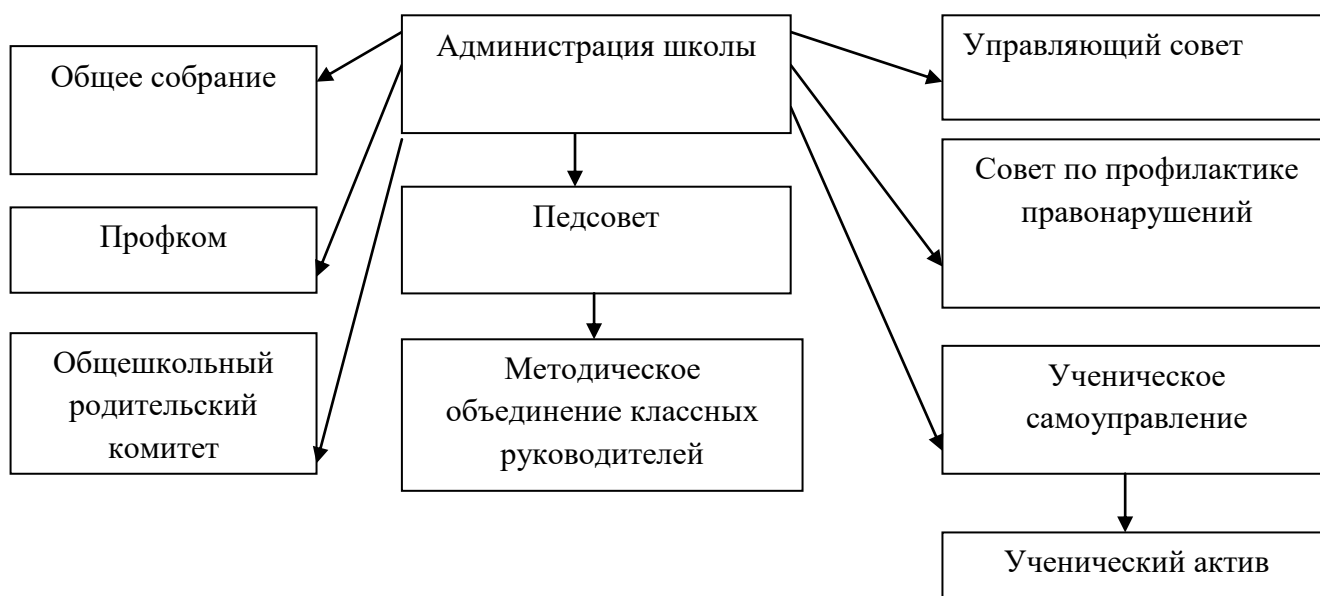 Администрация школы
Общее собрание
Управляющий совет
Профком
Педсовет
Совет по профилактике
правонарушений
Общешкольный
родительский
комитет
Методическое
объединение классных
руководителей
Ученическое
самоуправление
Ученический актив